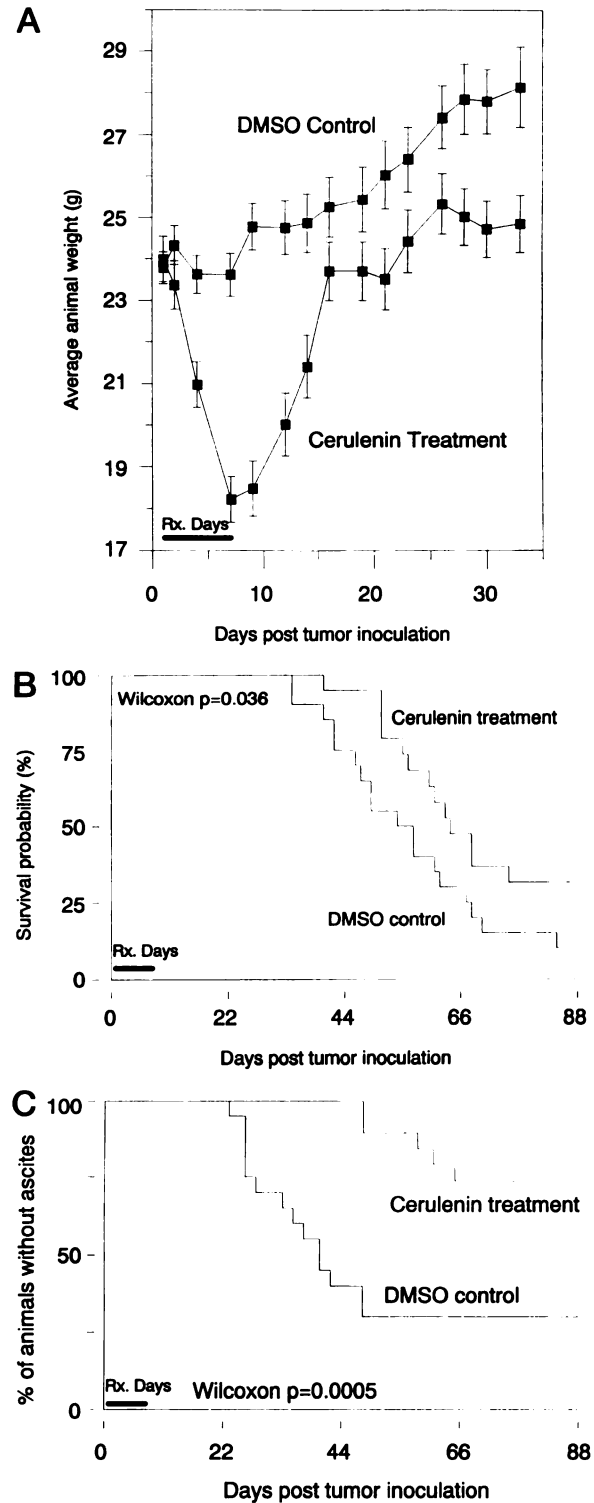 A
29
DMSO Control
27
25
23
21
19
17
Average animal weight (g)
Cerulenin Treatment
Rx. Days
0 10 20 30
Days post tumor inoculation
B
100
75
50
25
0
Survival probability (%)
Wilcoxon p=0.036
Cerulenin treatment
DMSO control
Rx. Days
0 22 44 66 88
Days post tumor inoculation
C
100
50
0
% of animals without ascites
Cerulenin treatment
DMSO control
Rx. Days
Wilcoxon p=0.0005
0 22 44 66 88
Days post tumor inoculation